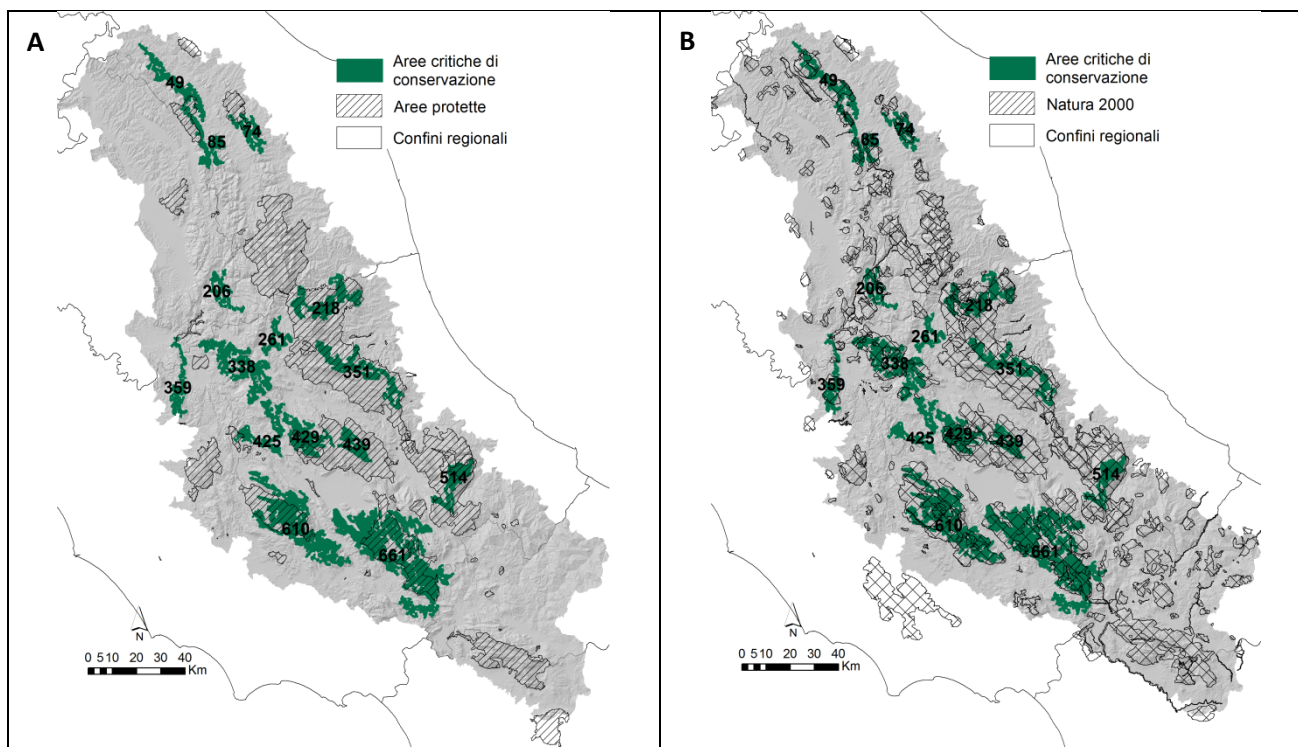 A
Aree critiche di
conservazione
Aree protette
Confini regionali
49
85
74
206
218
261
338
351
359
425
429
439
514
610
661
N
0 5 10 20 30 40
Km
B
Aree critiche di
conservazione
Natura 2000
Confini regionali
49
85
74
206
218
261
338
351
359
425
429
439
514
610
661
N
0 5 10 20 30 40
Km